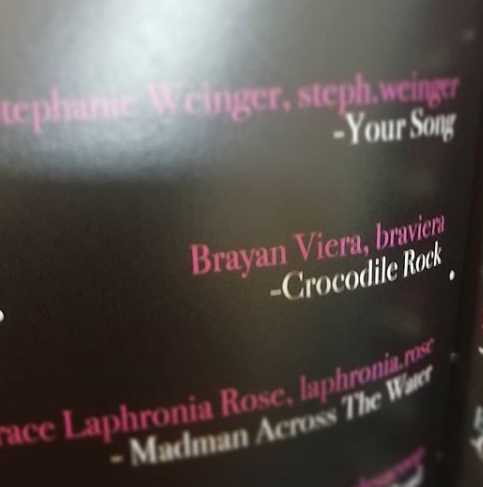 tephanie Weinger, steph.weinger
-Your Song
Brayan Viera, braviera
-Crocodile Rock
race Laphronia Rose, laphronia.rose
- Madman Across The Water